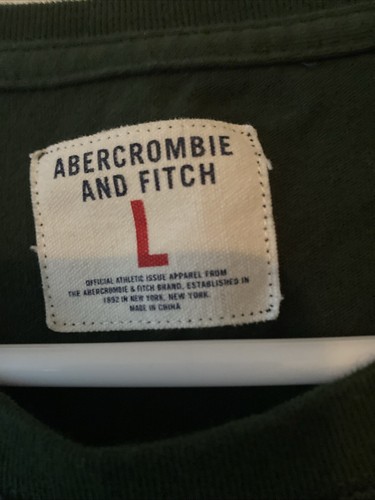 ABERCROMBIE
AND FITCH
L
OFFICIAL ATHLETIC ISSUE APPAREL FROM
THE ABERCROMBIE & FITCH BRAND, ESTABLISHED IN
1892 IN NEW YORK, NEW YORK.
MADE IN CHINA